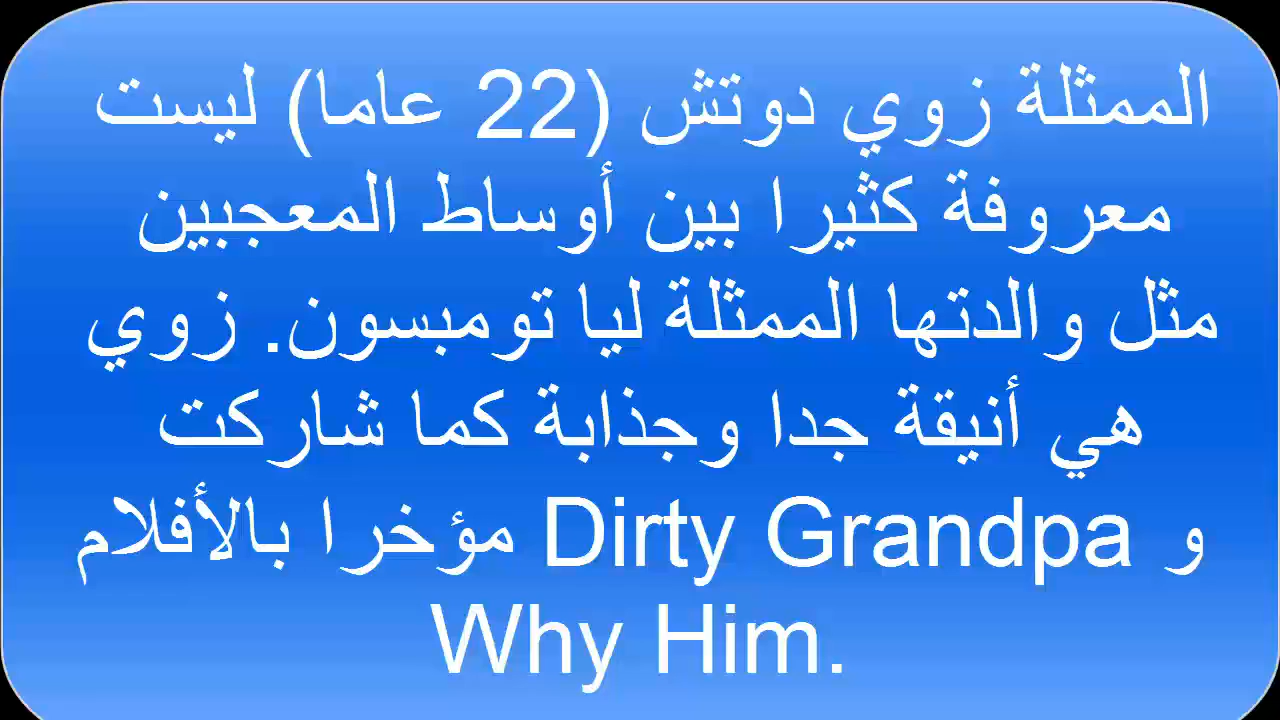 الممثلة زوي دوتش (22 عاما) ليست
معروفة كثيرا بين أوساط المعجبين
مثل والدتها الممثلة ليا تومبسون. زوي
هي أنيقة جدا وجذابة كما شاركت
و Dirty Grandpa مؤخرا بالأفلام
Why Him.